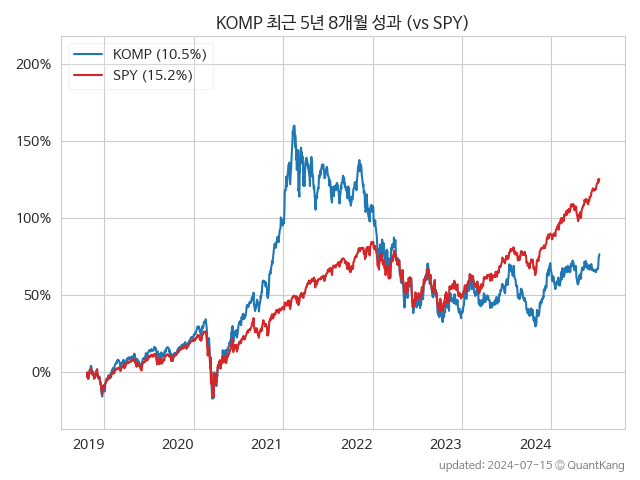 KOMP 최근 5년 8개월 성과 (vs SPY)
KOMP (10.5%)
SPY (15.2%)
200%
150%
100%
50%
0%
2019 2020 2021 2022 2023 2024
updated: 2024-07-15 © QuantKang